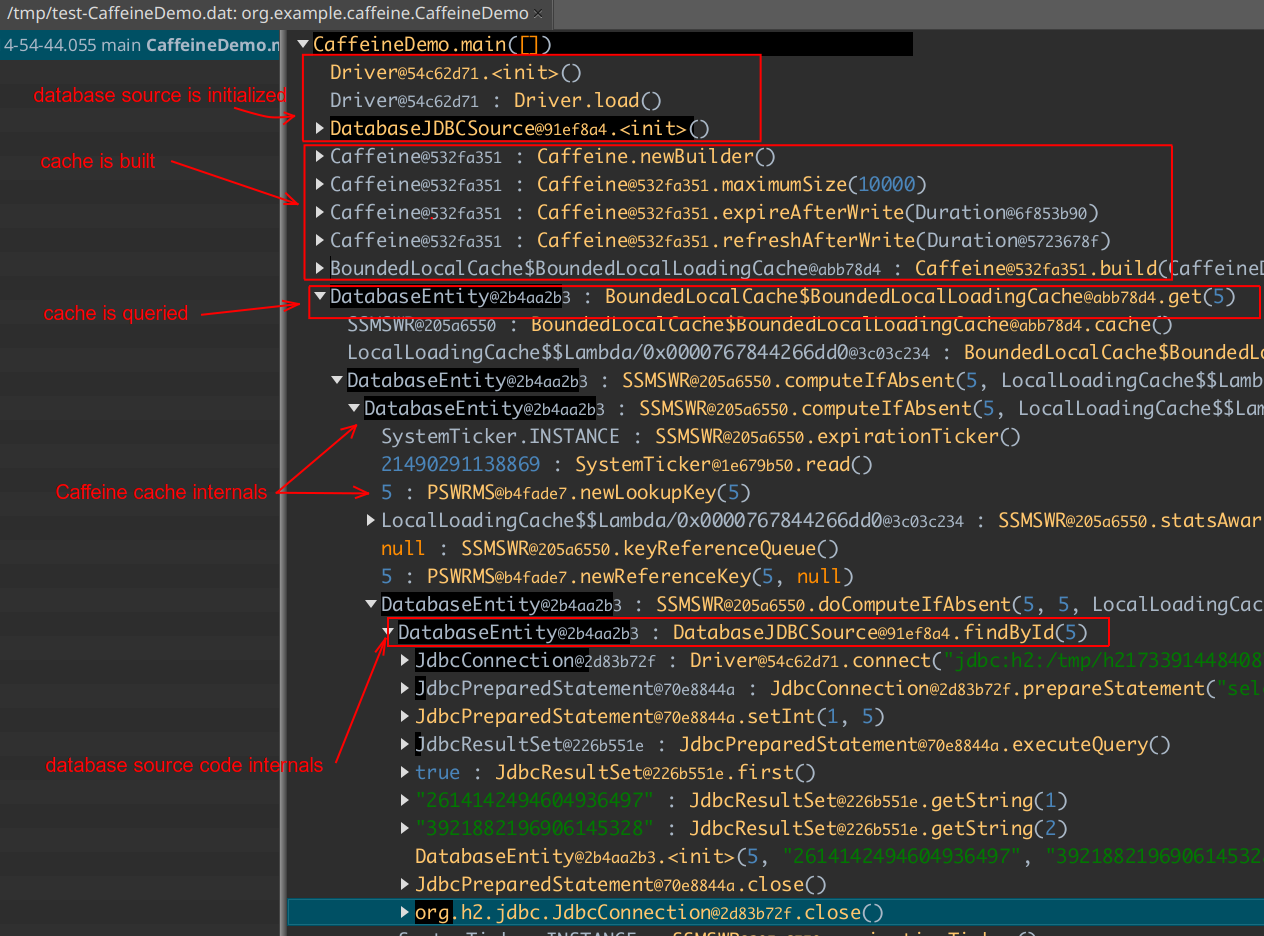 /tmp/test-CaffeineDemo.dat: org.example.caffeine.CaffeineDemo ×
4-54-44.055 main CaffeineDemo.m
CaffeineDemo.main([])
Driver@54c62d71.<init>()
database source is initialized
Driver@54c62d71 : Driver.load()
DatabaseJDBCSource@91ef8a4.<init>()
cache is built
Caffeine@532fa351 : Caffeine.newBuilder()
Caffeine@532fa351 : Caffeine@532fa351.maximumSize(10000)
Caffeine@532fa351 : Caffeine@532fa351.expireAfterWrite(Duration@6f853b90)
Caffeine@532fa351 : Caffeine@532fa351.refreshAfterWrite(Duration@5723678f)
BoundedLocalCache$BoundedLocalLoadingCache@abb78d4 : Caffeine@532fa351.build(CaffeineD
cache is queried
DatabaseEntity@2b4aa2b3 : BoundedLocalCache$BoundedLocalLoadingCache@abb78d4.get(5)
SSMSWR@205a6550 : BoundedLocalCache$BoundedLocalLoadingCache@abb78d4.cache()
LocalLoadingCache$$Lambda/0x0000767844266dd0@3c03c234 : BoundedLocalCache$BoundedLo
DatabaseEntity@2b4aa2b3 : SSMSWR@205a6550.computeIfAbsent(5, LocalLoadingCache$$Lamb
DatabaseEntity@2b4aa2b3 : SSMSWR@205a6550.computeIfAbsent(5, LocalLoadingCache$$Lam
SystemTicker.INSTANCE : SSMSWR@205a6550.expirationTicker()
21490291138869 : SystemTicker@1e679b50.read()
Caffeine cache internals
5 : PSWRMS@b4fade7.newLookupKey(5)
LocalLoadingCache$$Lambda/0x0000767844266dd0@3c03c234 : SSMSWR@205a6550.statsAwar
null : SSMSWR@205a6550.keyReferenceQueue()
5 : PSWRMS@b4fade7.newReferenceKey(5, null)
DatabaseEntity@2b4aa2b3 : SSMSWR@205a6550.doComputeIfAbsent(5, 5, LocalLoadingCac
DatabaseEntity@2b4aa2b3 : DatabaseJDBCSource@91ef8a4.findById(5)
JdbcConnection@2d83b72f : Driver@54c62d71.connect("jdbc:h2:/tmp/h2173391448408
JdbcPreparedStatement@70e8844a : JdbcConnection@2d83b72f.prepareStatement("sel
JdbcPreparedStatement@70e8844a.setInt(1, 5)
JdbcResultSet@226b551e : JdbcPreparedStatement@70e8844a.executeQuery()
database source code internals
true : JdbcResultSet@226b551e.first()
"2614142494604936497" : JdbcResultSet@226b551e.getString(1)
"3921882196906145328" : JdbcResultSet@226b551e.getString(2)
DatabaseEntity@2b4aa2b3.<init>(5, "2614142494604936497", "392188219690614532
JdbcPreparedStatement@70e8844a.close()
org.h2.jdbc.JdbcConnection@2d83b72f.close()